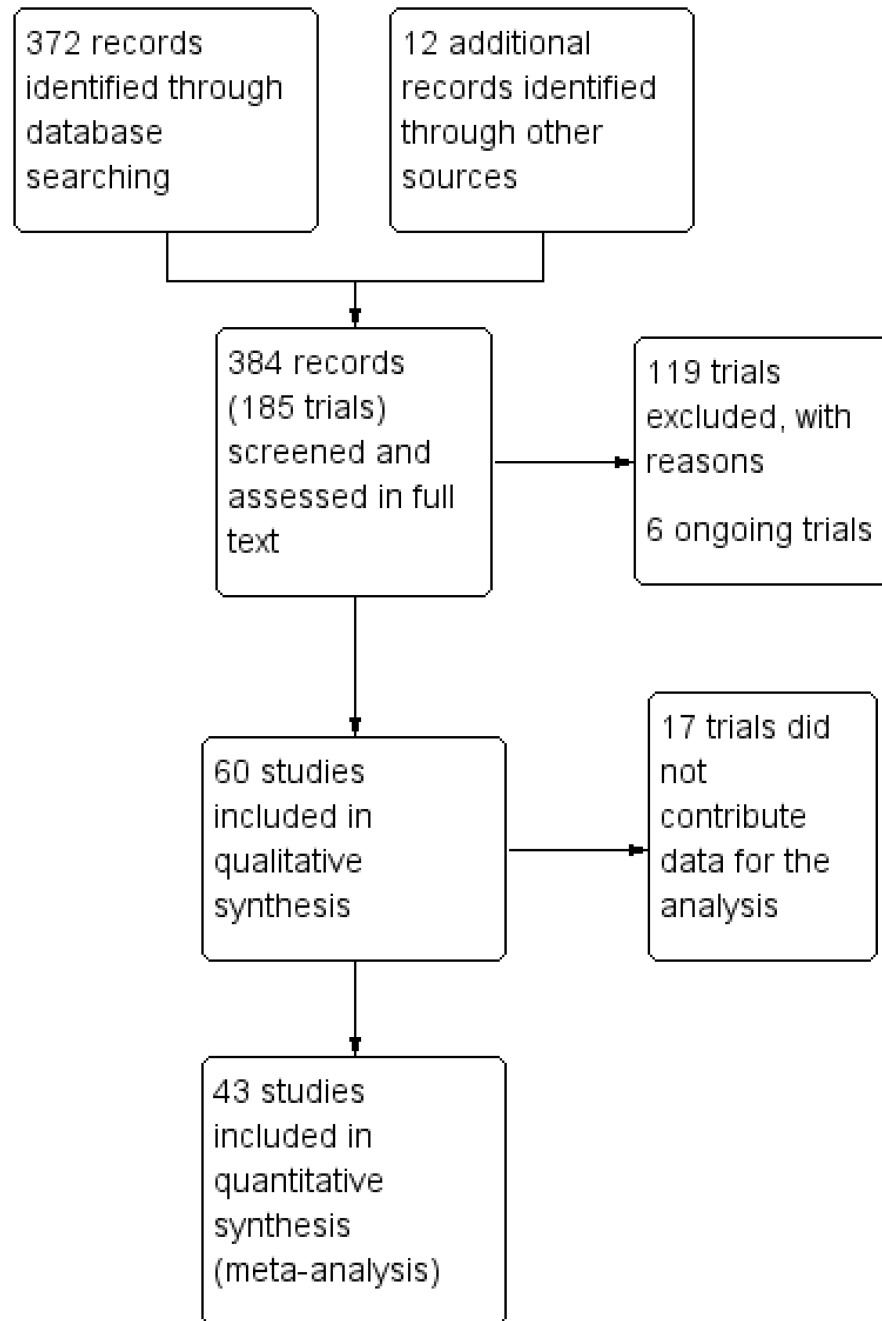 372 records
identified through
database
searching
12 additional
records identified
through other
sources
384 records
(185 trials)
screened and
assessed in full
text
119 trials
excluded, with
reasons
6 ongoing trials
60 studies
included in
qualitative
synthesis
17 trials did
not
contribute
data for the
analysis
43 studies
included in
quantitative
synthesis
(meta-analysis)